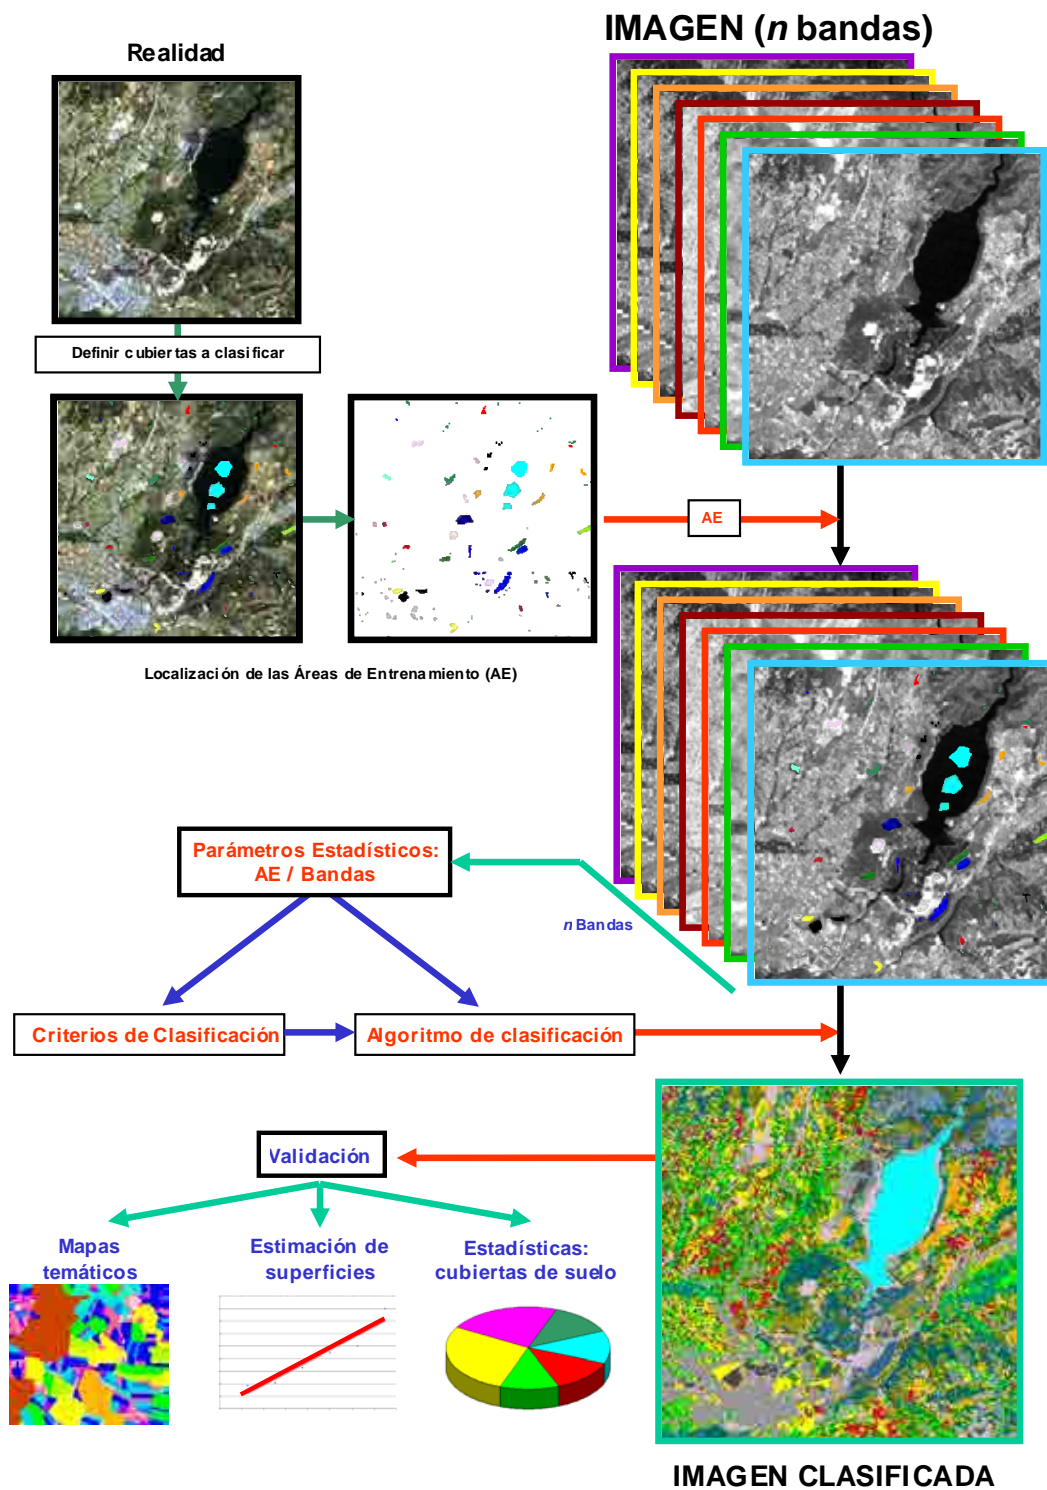 IMAGEN (n bandas)
Realidad
Definir cubiertas a clasificar
AE
Localización de las Áreas de Entrenamiento (AE)
Parámetros Estadísticos:
AE / Bandas
n Bandas
Criterios de Clasificación
Algoritmo de clasificación
Validación
Mapas
temáticos
Estimación de
superficies
Estadísticas:
cubiertas de suelo
IMAGEN CLASIFICADA